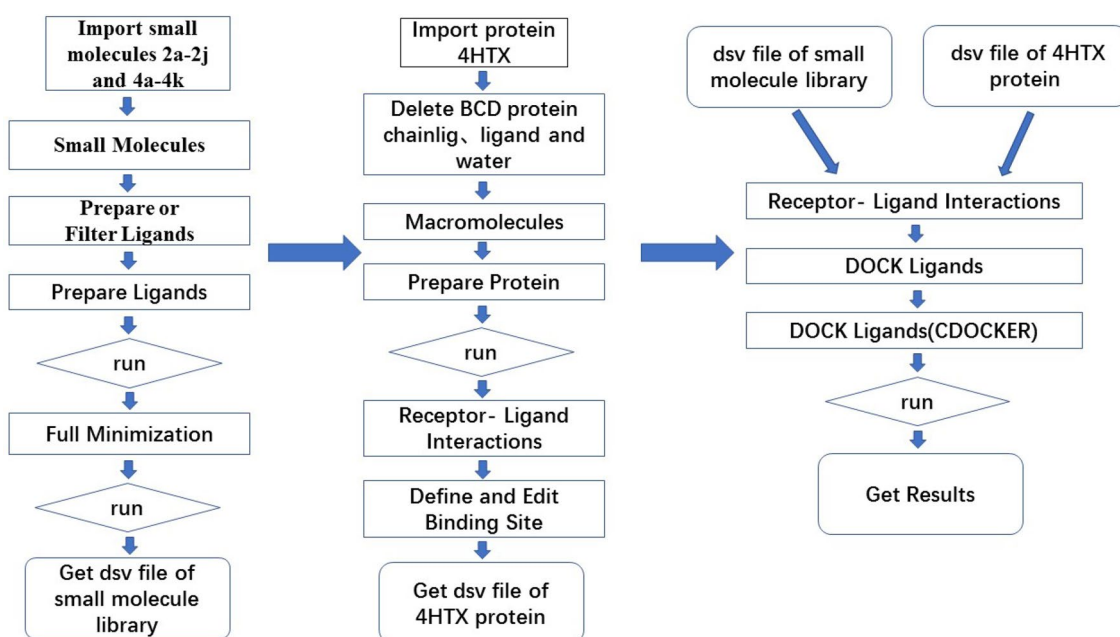 Import small
molecules 2a-2j
and 4a-4k
Small Molecules
Prepare or
Filter Ligands
Prepare Ligands
run
Full Minimization
run
Get dsv file of
small molecule
library
Import protein
4HTX
Delete BCD protein
chainlig、ligand and
water
Macromolecules
Prepare Protein
run
Receptor- Ligand
Interactions
Define and Edit
Binding Site
Get dsv file of
4HTX protein
dsv file of small
molecule library
dsv file of 4HTX
protein
Receptor- Ligand Interactions
DOCK Ligands
DOCK Ligands(CDOCKER)
run
Get Results